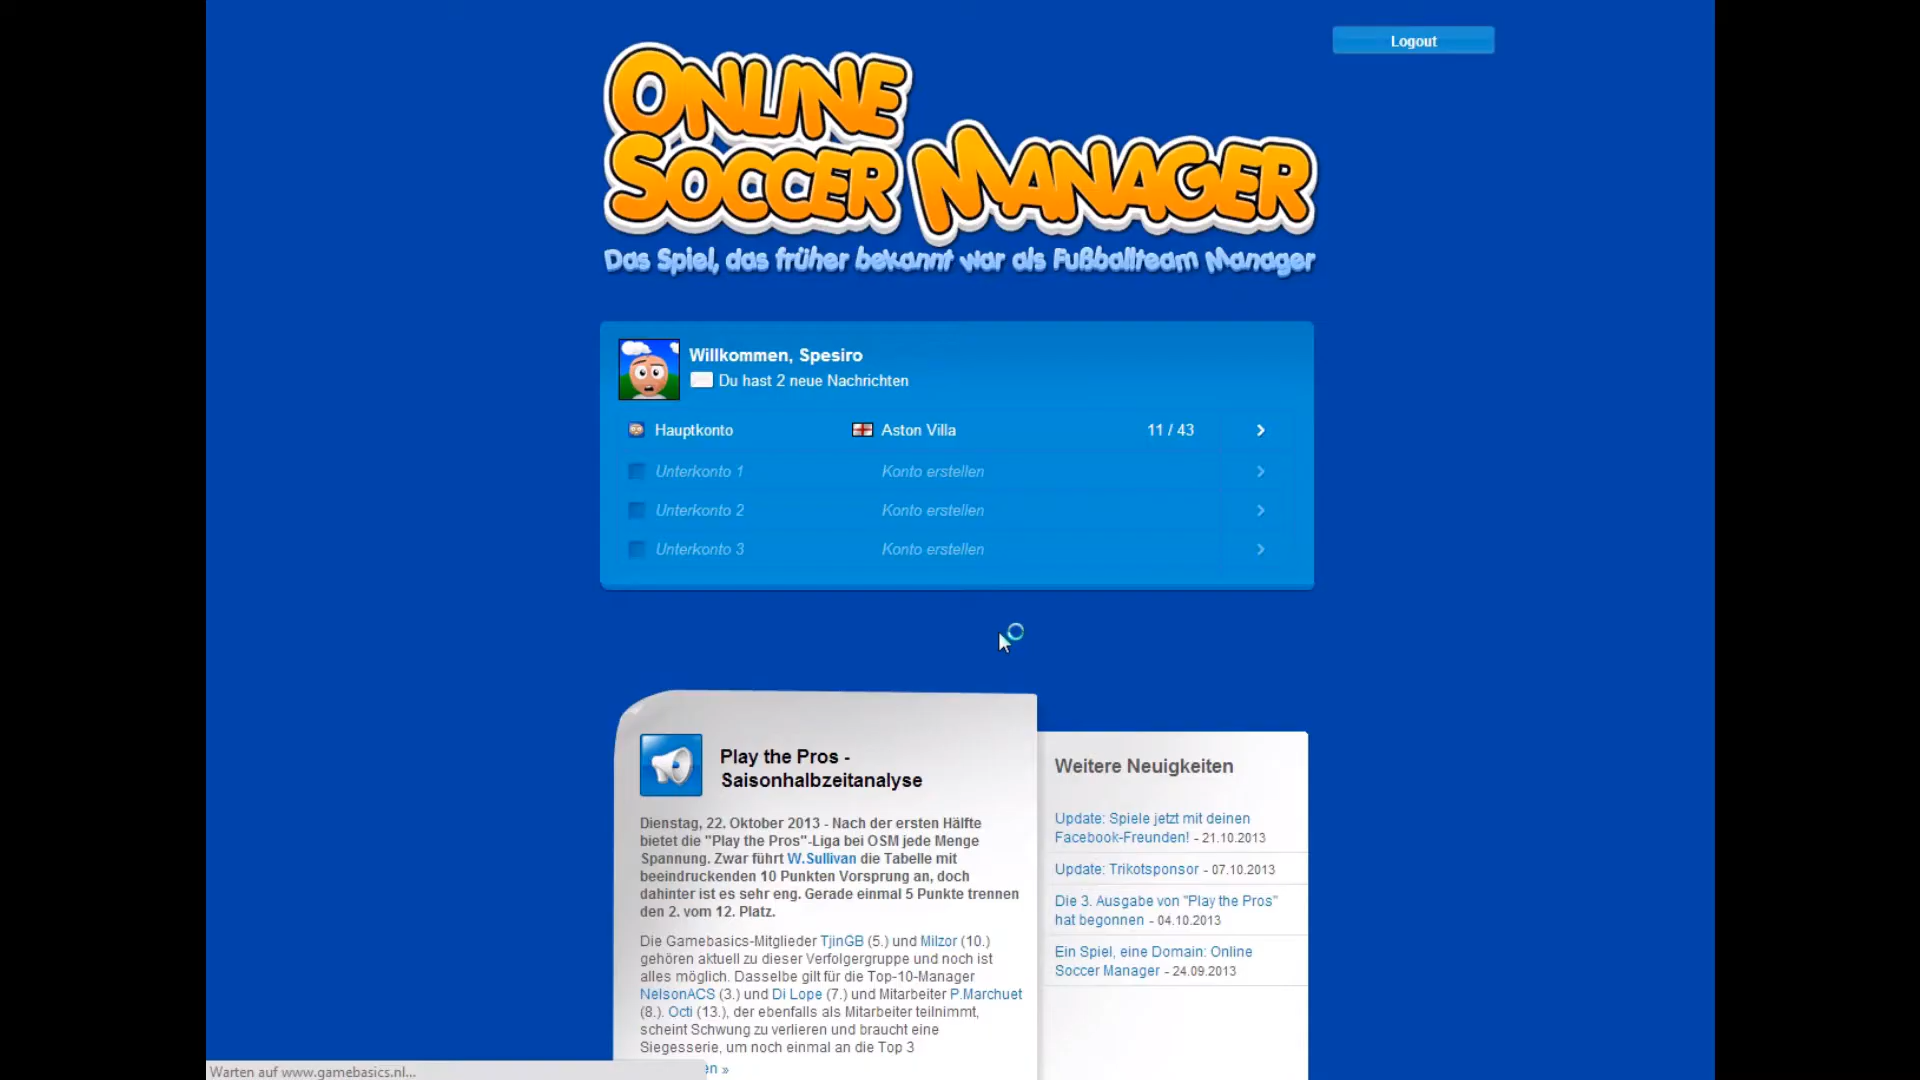 Logout
ONLINE
SOCCER MANAGER
Das Spiel, das früher bekannt war als Fußballteam Manager
Willkommen, Spesiro
Du hast 2 neue Nachrichten
Hauptkonto Aston Villa 11 / 43
Unterkonto 1 Konto erstellen
Unterkonto 2 Konto erstellen
Unterkonto 3 Konto erstellen
Play the Pros -
Saisonhalbzeitanalyse
Dienstag, 22. Oktober 2013 - Nach der ersten Hälfte
bietet die "Play the Pros"-Liga bei OSM jede Menge
Spannung. Zwar führt W.Sullivan die Tabelle mit
beeindruckenden 10 Punkten Vorsprung an, doch
dahinter ist es sehr eng. Gerade einmal 5 Punkte trennen
den 2. vom 12. Platz.
Die Gamebasics-Mitglieder TjinGB (5.) und Milzor (10.)
gehören aktuell zu dieser Verfolgergruppe und noch ist
alles möglich. Dasselbe gilt für die Top-10-Manager
NelsonACS (3.) und Di Lope (7.) und Mitarbeiter P.Marchuet
(8.). Octi (13.), der ebenfalls als Mitarbeiter teilnimmt,
scheint Schwung zu verlieren und braucht eine
Siegesserie, um noch einmal an die Top 3
en »
Weitere Neuigkeiten
Update: Spiele jetzt mit deinen
Facebook-Freunden! - 21.10.2013
Update: Trikotsponsor - 07.10.2013
Die 3. Ausgabe von "Play the Pros"
hat begonnen - 04.10.2013
Ein Spiel, eine Domain: Online
Soccer Manager - 24.09.2013
Warten auf www.gamebasics.nl...